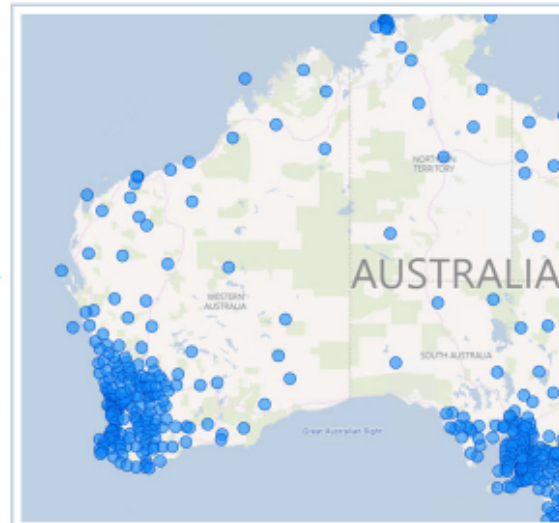 NORTHERN
TERRITORY
AUSTRALIA
WESTERN
AUSTRALIA
SOUTH AUSTRALIA
Great Australian Bight